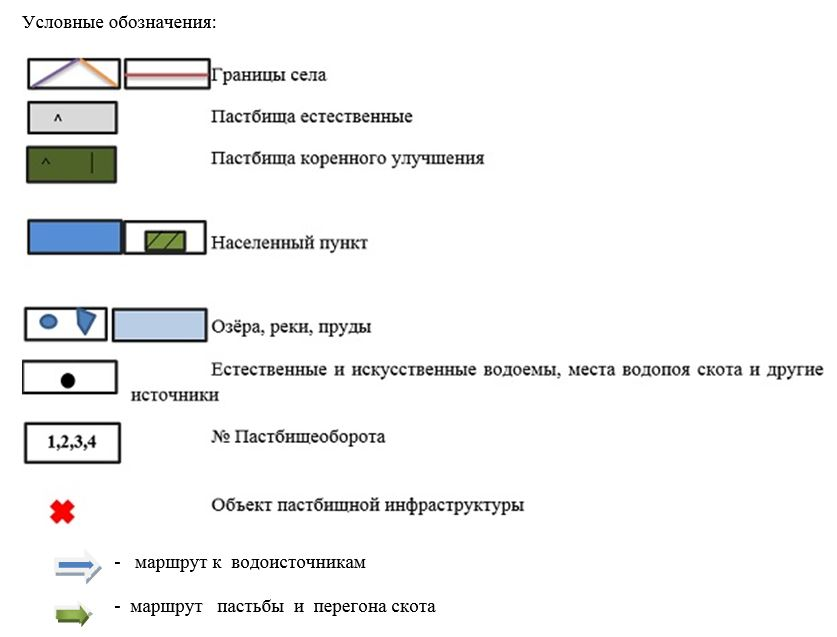 Условные обозначения:
Границы села
Пастбища естественные
Пастбища коренного улучшения
Населенный пункт
Озёра, реки, пруды
Естественные и искусственные водоемы, места водопоя скота и другие
источники
1,2,3,4 № Пастбищеоборота
Объект пастбищной инфраструктуры
- маршрут к водоисточникам
- маршрут пастьбы и перегона скота